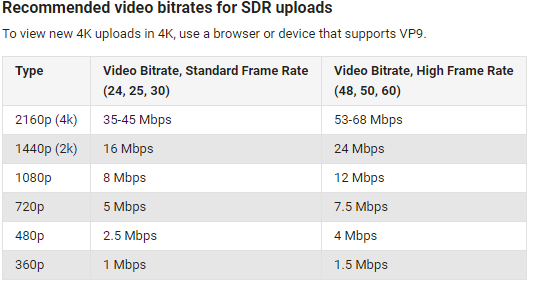 Recommended video bitrates for SDR uploads
To view new 4K uploads in 4K, use a browser or device that supports VP9.
Type Video Bitrate, Standard Frame Rate Video Bitrate, High Frame Rate
(24, 25, 30) (48, 50, 60)
2160p (4k) 35-45 Mbps 53-68 Mbps
1440p (2k) 16 Mbps 24 Mbps
1080p 8 Mbps 12 Mbps
720p 5 Mbps 7.5 Mbps
480p 2.5 Mbps 4 Mbps
360p 1 Mbps 1.5 Mbps